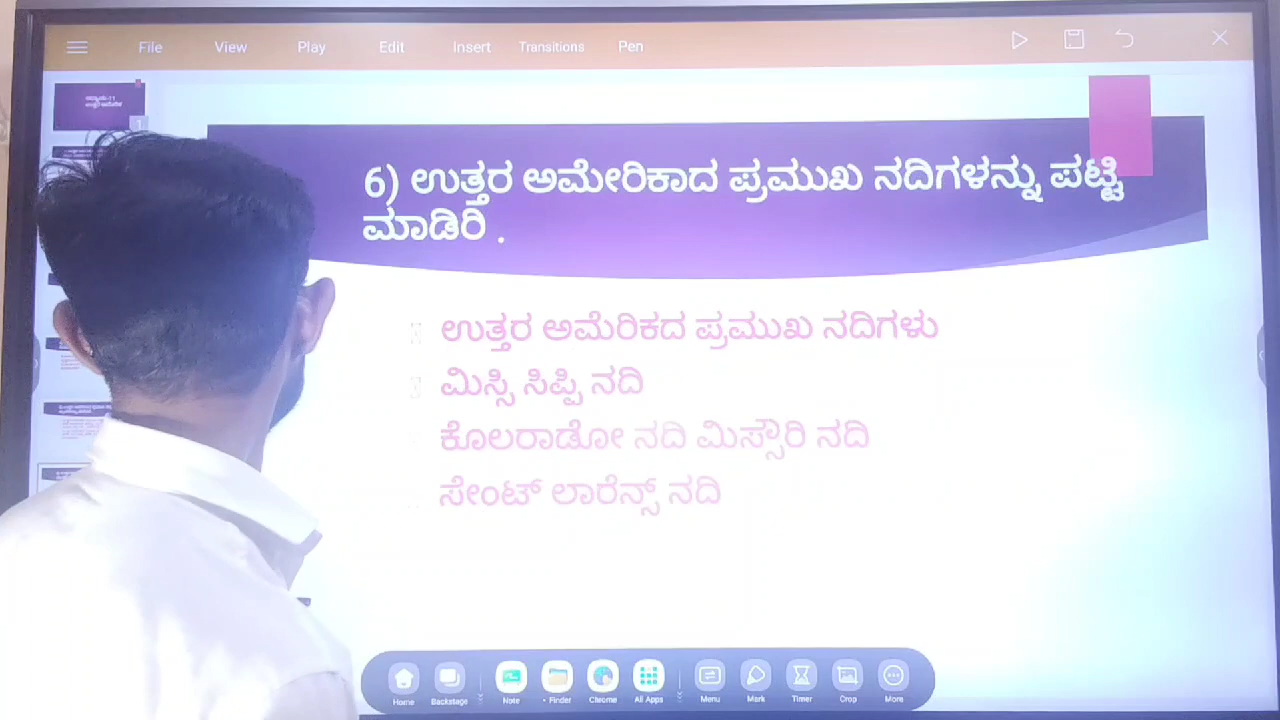 File View Play Edit Insert Transitions Pen
6) ಉತ್ತರ ಅಮೇರಿಕಾದ ಪ್ರಮುಖ ನದಿಗಳನ್ನು ಪಟ್ಟಿ
ಮಾಡಿರಿ .
ಉತ್ತರ ಅಮೆರಿಕದ ಪ್ರಮುಖ ನದಿಗಳು
ಮಿಸ್ಸಿ ಸಿಪ್ಪಿ ನದಿ
ಕೊಲರಾಡೋ ನದಿ ಮಿಸ್ಸೌರಿ ನದಿ
ಸೇಂಟ್ ಲಾರೆನ್ಸ್ ನದಿ
Home Backstage Note Finder Chrome All Apps Menu Mark Timer Crop More